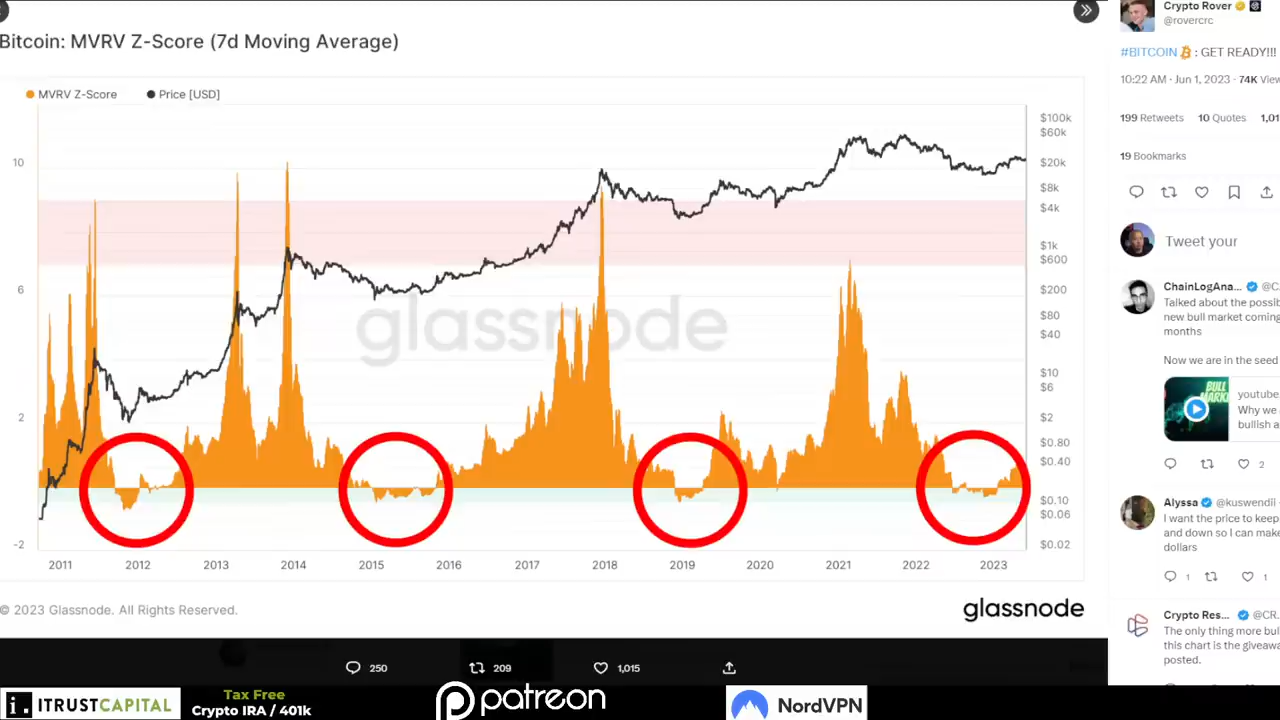 Bitcoin: MVRV Z-Score (7d Moving Average)
MVRV Z-Score
Price [USD]
10
6
2
-2
$100k
$60k
$20k
$8k
$4k
$1k
$600
$200
$80
$40
$10
$6
$2
$0.80
$0.40
$0.10
$0.06
$0.02
glassnode
2011 2012 2013 2014 2015 2016 2017 2018 2019 2020 2021 2022 2023
© 2023 Glassnode. All Rights Reserved.
glassnode
250 209 1,015
Crypto Rover
@rovercrc
#BITCOIN : GET READY!!!
10:22 AM · Jun 1, 2023 · 74K
199 Retweets 10 Quotes
19 Bookmarks
Tweet your
ChainLogAna...
Talked about the
new bull market coming
months
Now we are in the seed
BULL
youtube.
Why we
bullish
2
Alyssa @kuswendil
I want the price to keep
and down so I can make
dollars
1 1
Crypto Res... @CR.
The only thing more
this chart is the
posted.
i. ITRUSTCAPITAL
Tax Free
Crypto IRA / 401k
patreon
NordVPN